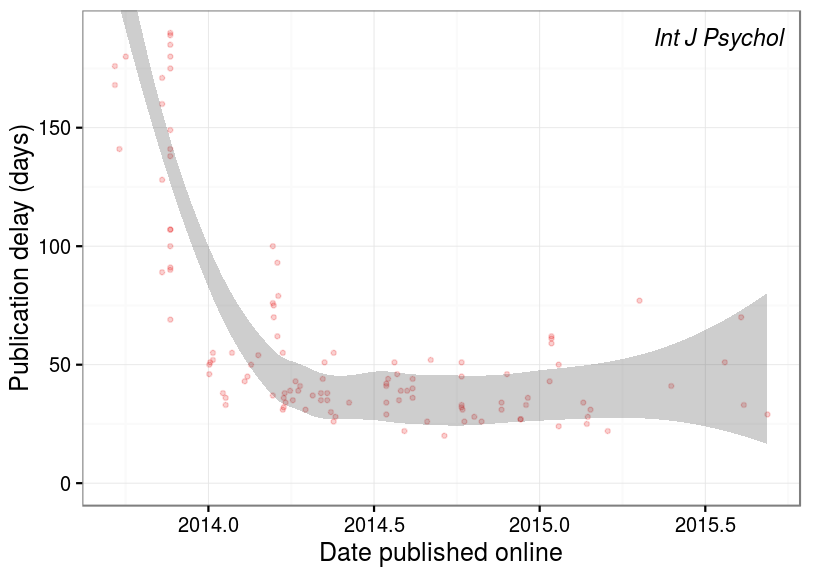 Int J Psychol
Publication delay (days)
150
100
50
0
2014.0 2014.5 2015.0 2015.5
Date published online